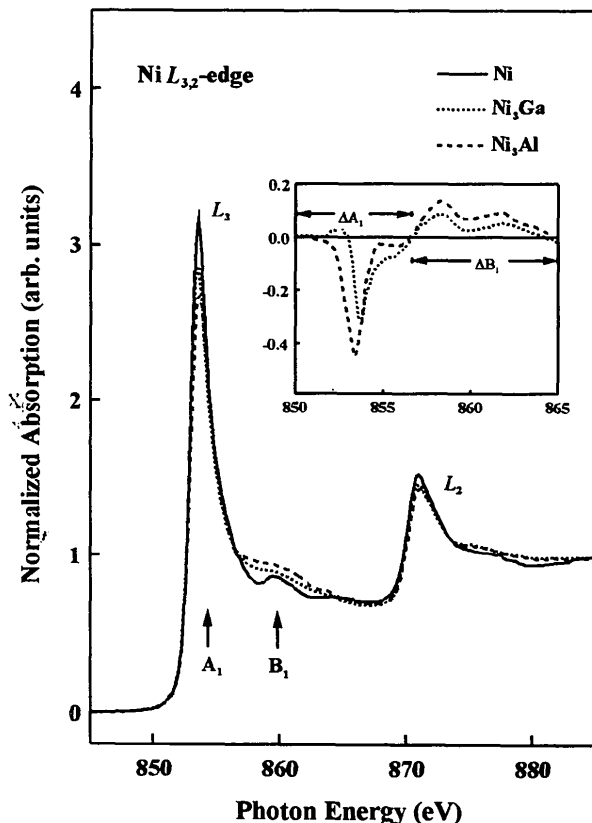 Ni L3,2-edge
Ni
Ni3Ga
Ni3Al
L3
L2
A1
B1
ΔA1
ΔB1
0.2
0.0
-0.2
-0.4
850 855 860 865
4
3
2
1
0
850 860 870 880
Normalized Absorption (arb. units)
Photon Energy (eV)